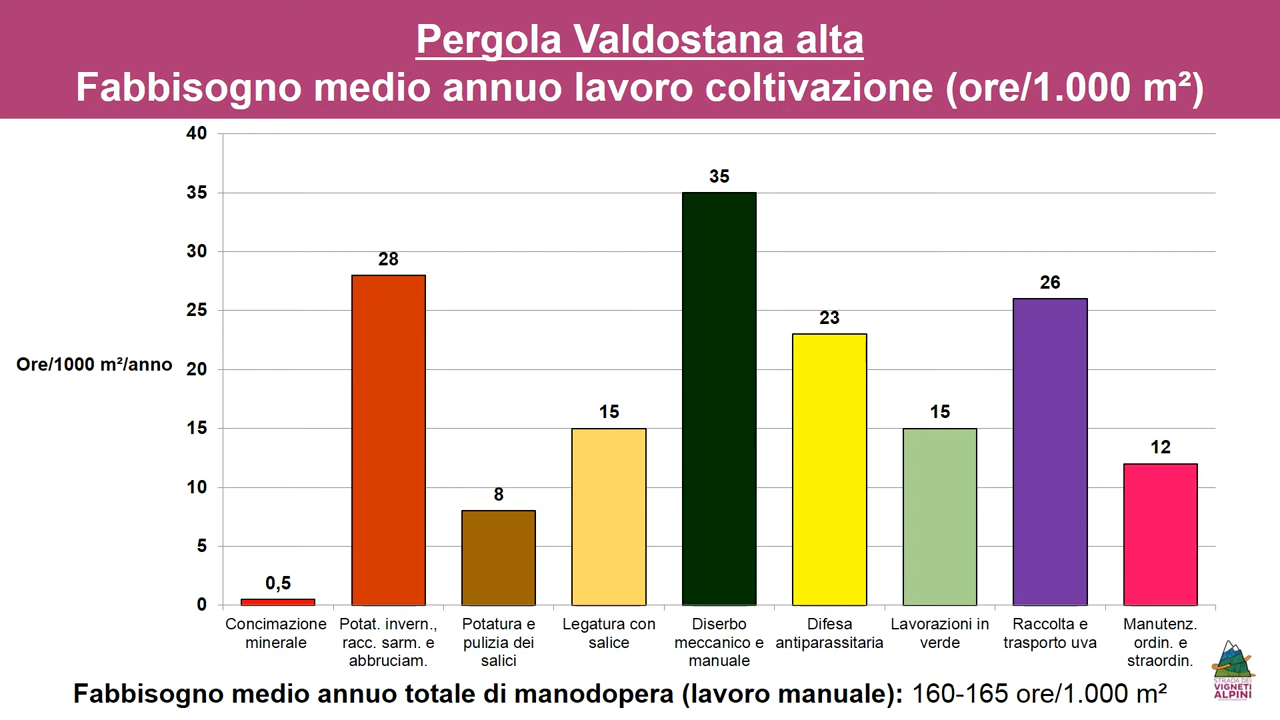 Pergola Valdostana alta
Fabbisogno medio annuo lavoro coltivazione (ore/1.000 m²)
40
35
30
25
20
15
10
5
0
Ore/1000 m²/anno
0,5
28
8
15
35
23
15
26
12
Concimazione
minerale
Potat. invern.,
racc. sarm. e
abbruciam.
Potatura e
pulizia dei
salici
Legatura con
salice
Diserbo
meccanico e
manuale
Difesa
antiparassitaria
Lavorazioni in
verde
Raccolta e
trasporto uva
Manutenz.
ordin. e
straordin.
Fabbisogno medio annuo totale di manodopera (lavoro manuale): 160-165 ore/1.000 m²
STRADA DEI
VIGNETI
ALPINI